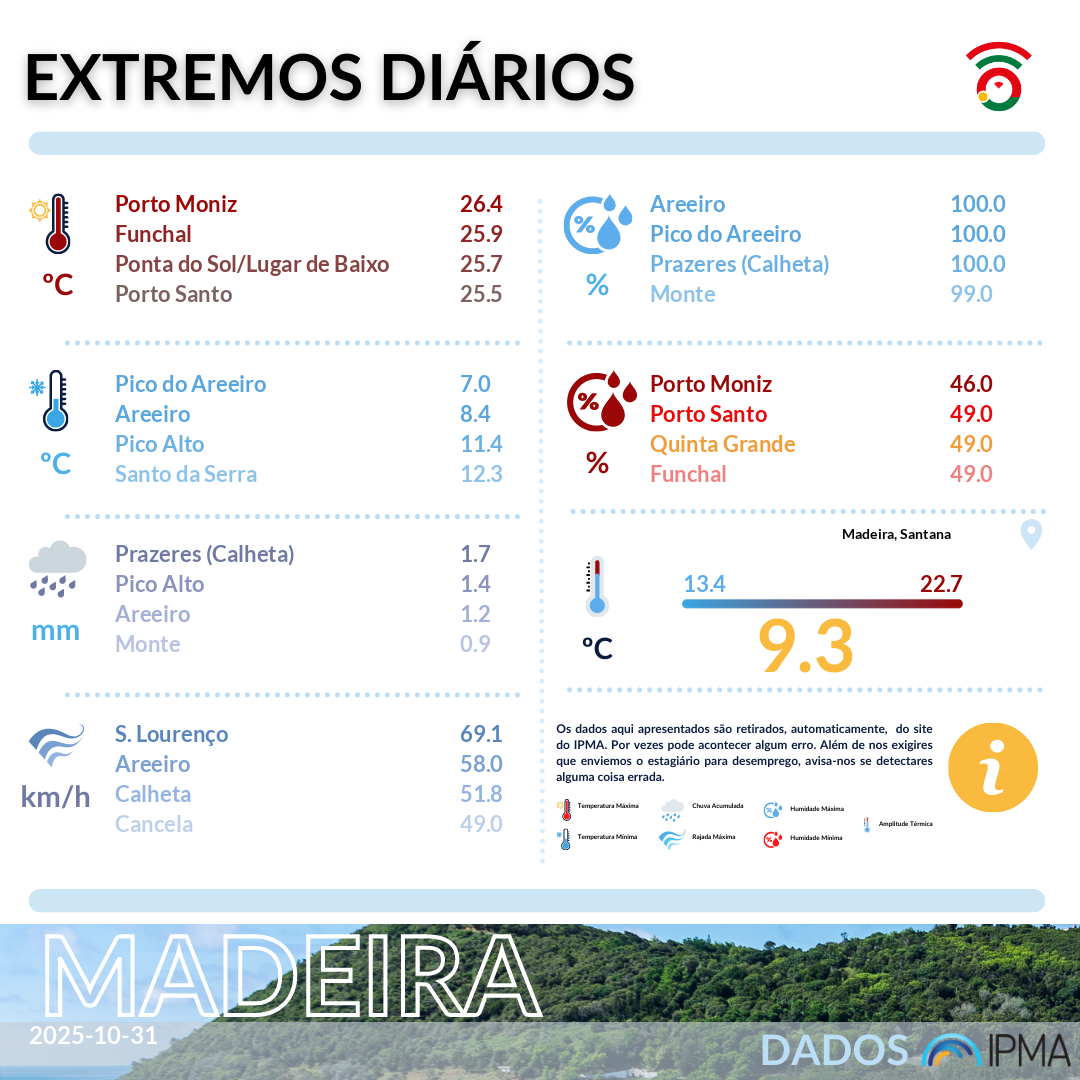 EXTREMOS DIÁRIOS
Porto Moniz 26.4
Funchal 25.9
Ponta do Sol/Lugar de Baixo 25.7
Porto Santo 25.5
°C
Pico do Areeiro 7.0
Areeiro 8.4
Pico Alto 11.4
Santo da Serra 12.3
°C
Prazeres (Calheta) 1.7
Pico Alto 1.4
Areeiro 1.2
Monte 0.9
mm
S. Lourenço 69.1
Areeiro 58.0
Calheta 51.8
Cancela 49.0
km/h
%
Areeiro 100.0
Pico do Areeiro 100.0
Prazeres (Calheta) 100.0
Monte 99.0
%
%
Porto Moniz 46.0
Porto Santo 49.0
Quinta Grande 49.0
Funchal 49.0
%
Madeira, Santana
13.4 22.7
9.3
°C
Os dados aqui apresentados são retirados, automaticamente, do site
do IPMA. Por vezes pode acontecer algum erro. Além de nos exigires
que enviemos o estagiário para desemprego, avisa-nos se detectares
alguma coisa errada.
i
Temperatura Máxima Chuva Acumulada Humidade Máxima
Amplitude Térmica
Temperatura Mínima Rajada Máxima Humidade Mínima
MADEIRA
2025-10-31
DADOS IPMA